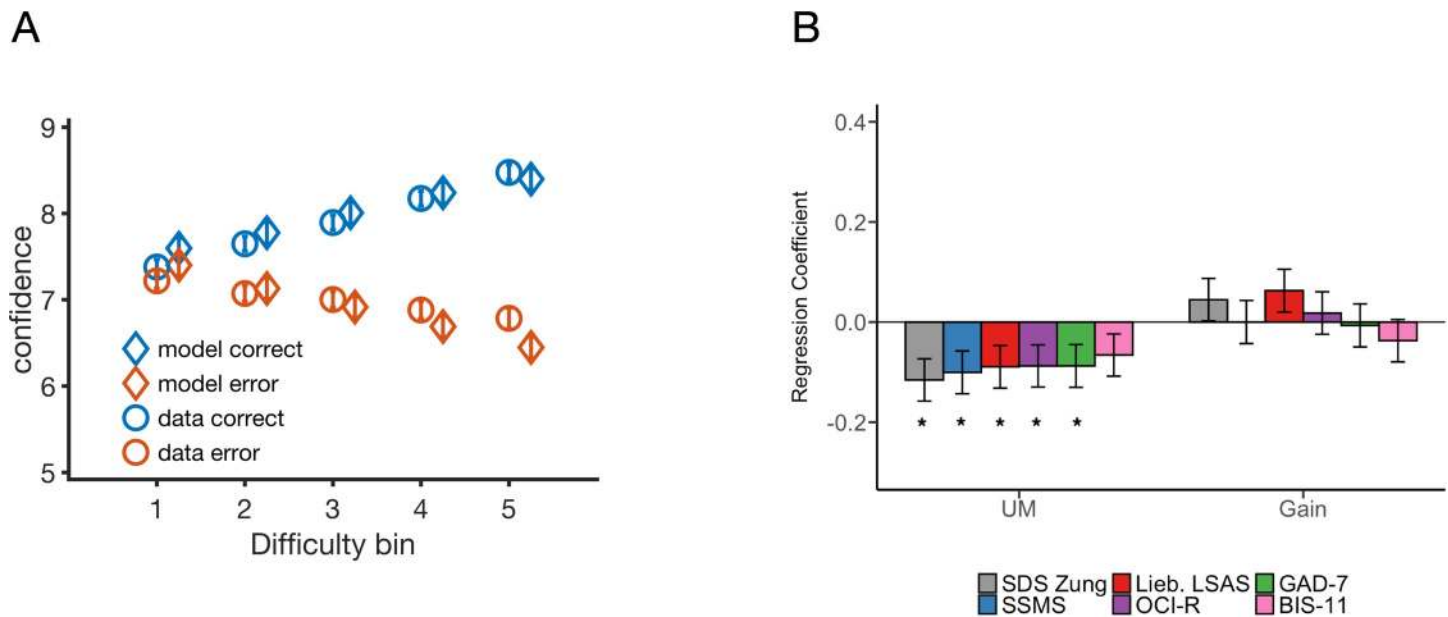 A
9
8
7
6
5
confidence
model correct
model error
data correct
data error
1 2 3 4 5
Difficulty bin
B
0.4
0.2
0.0
-0.2
Regression Coefficient
* * * * *
UM Gain
SDS Zung Lieb. LSAS GAD-7
SSMS OCI-R BIS-11